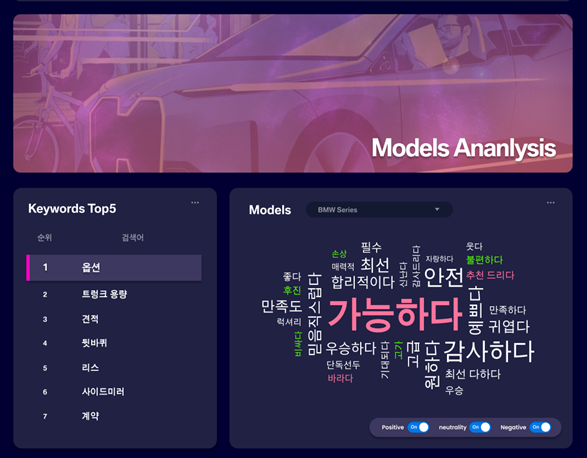 Models Ananlysis
Keywords Top5
순위 검색어
1 옵션
2 트렁크 용량
3 견적
4 뒷바퀴
5 리스
6 사이드미러
7 계약
Models
BMW Series
손상
필수
매력적
최선
신난다
감사드리다
자랑하다
웃다
불편하다
좋다
합리적이다
안전
추천 드리다
후진
만족도
럭셔리
믿음직스럽다
가능하다
예쁘다
만족하다
귀엽다
비싸다
우승하다
단독선두
바라다
기대되다
고가
고급
원하다
감사하다
최선 다하다
우승
Positive On neutrality On Negative On